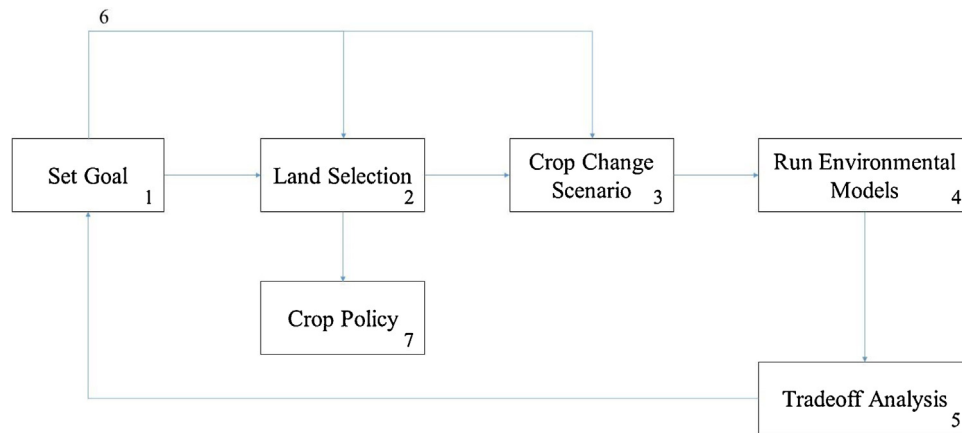 6
Set Goal
1
Land Selection
2
Crop Change
Scenario
3
Run Environmental
Models
4
Crop Policy
7
Tradeoff Analysis
5